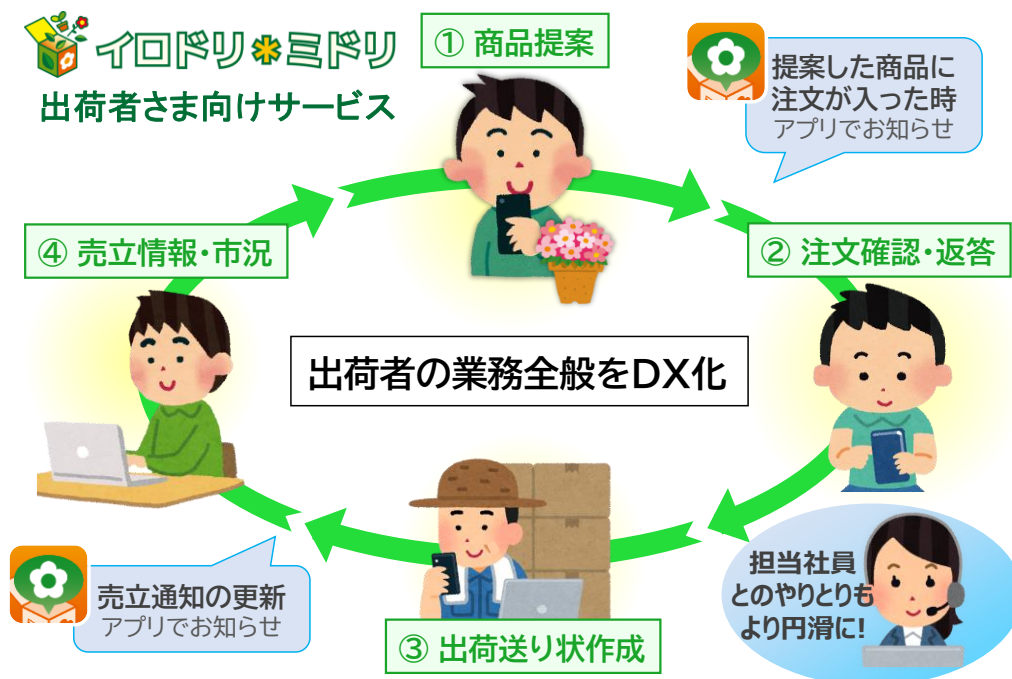 イロドリ*ミドリ
出荷者さま向けサービス
① 商品提案
提案した商品に
注文が入った時
アプリでお知らせ
② 注文確認・返答
④ 売立情報・市況
出荷者の業務全般をDX化
担当社員
とのやりとりも
より円滑に!
売立通知の更新
アプリでお知らせ
③ 出荷送り状作成